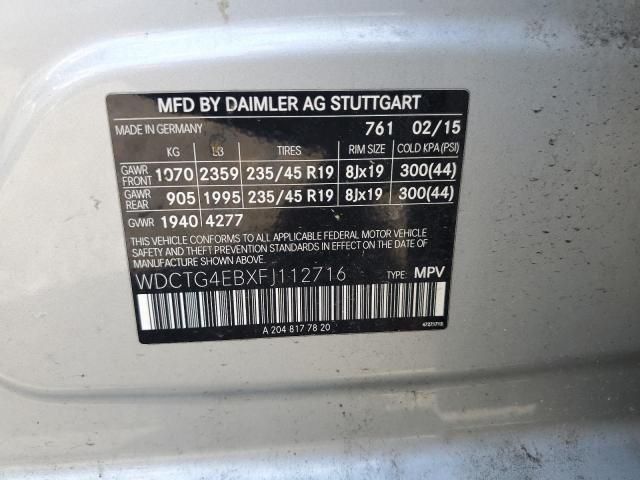 MFD BY DAIMLER AG STUTTGART
MADE IN GERMANY 761 02/15
KG LB TIRES RIM SIZE COLD KPA(PSI)
GAWR FRONT 1070 2359 235/45 R19 8Jx19 300(44)
GAWR REAR 905 1995 235/45 R19 8Jx19 300(44)
GVWR 1940 4277
THIS VEHICLE CONFORMS TO ALL APPLICABLE
FEDERAL MOTOR VEHICLE SAFETY, BUMPER,
AND THEFT PREVENTION STANDARDS
IN EFFECT ON THE DATE OF
MANUFACTURE SHOWN ABOVE.
WDCTG4EBXFJ112716 TYPE: MPV
A 204 817 78 20